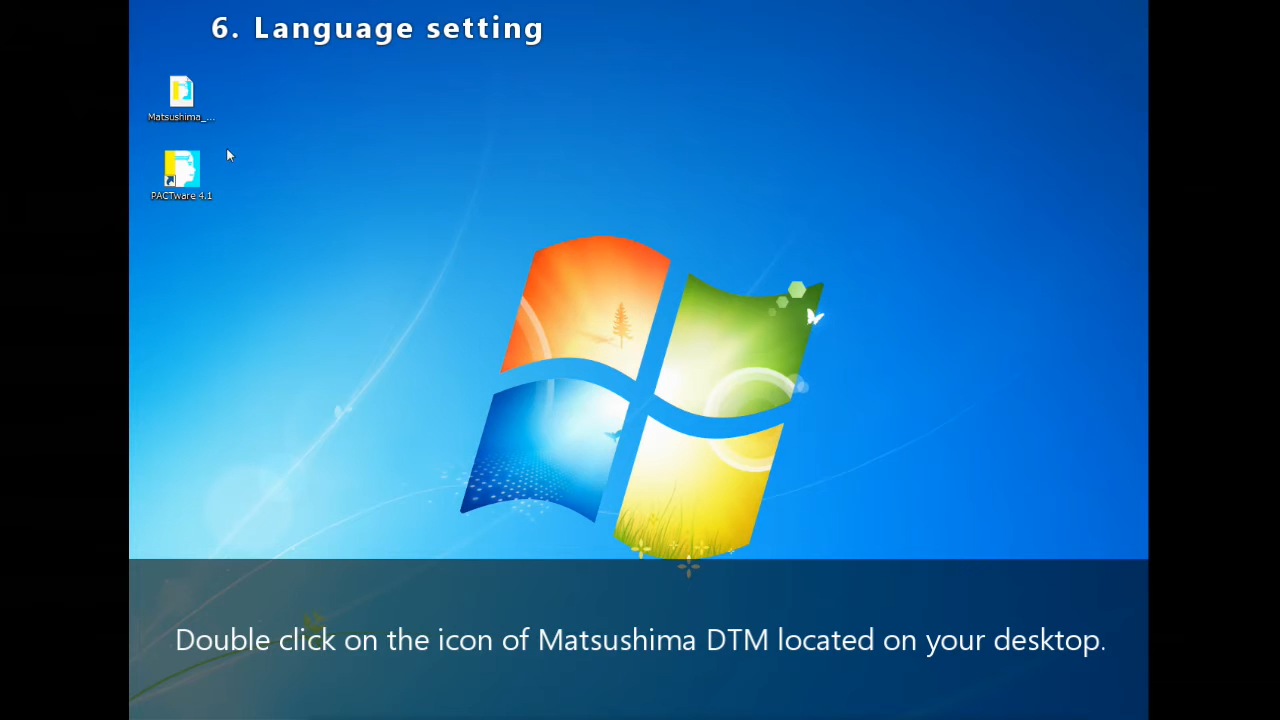 6. Language setting
Matsushima_...
PACTware 4.1
Double click on the icon of Matsushima DTM located on your desktop.